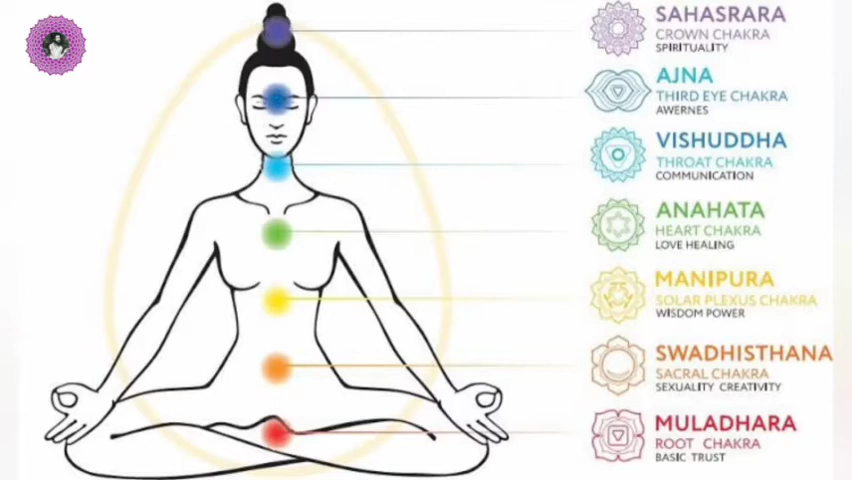 SAHASRARA
CROWN CHAKRA
SPIRITUALITY
AJNA
THIRD EYE CHAKRA
AWERNES
VISHUDDHA
THROAT CHAKRA
COMMUNICATION
ANAHATA
HEART CHAKRA
LOVE HEALING
MANIPURA
SOLAR PLEXUS CHAKRA
WISDOM POWER
SWADHISTHANA
SACRAL CHAKRA
SEXUALITY CREATIVITY
MULADHARA
ROOT CHAKRA
BASIC TRUST